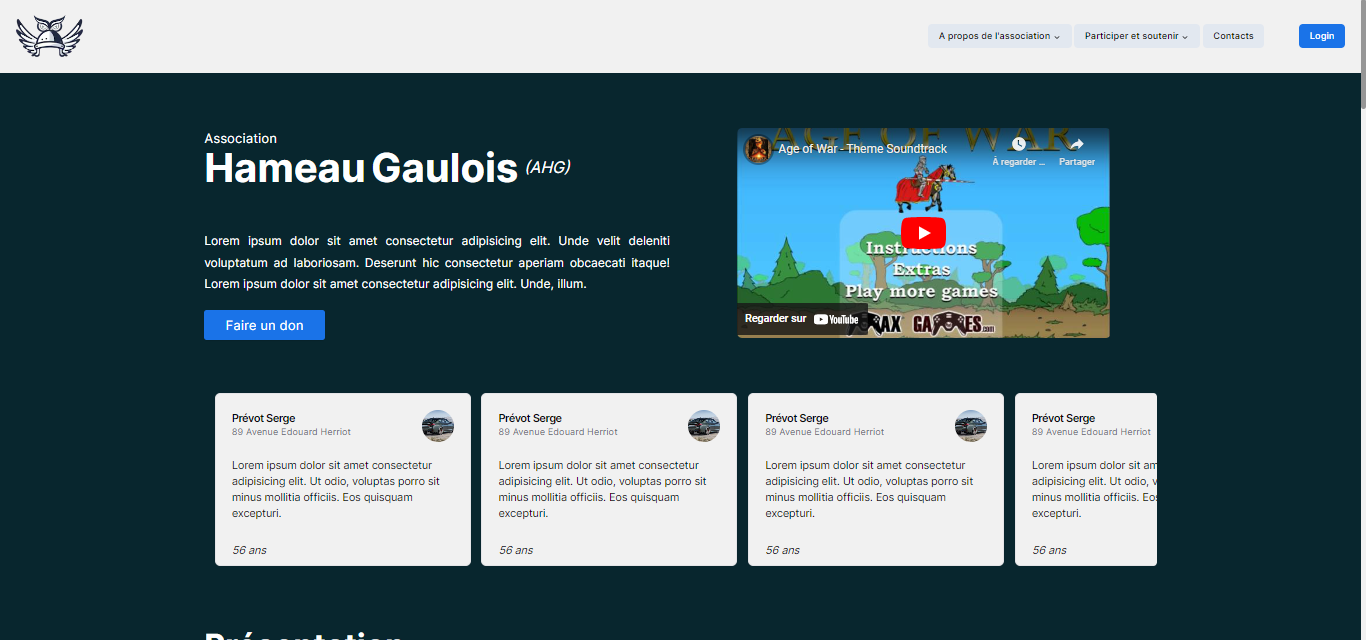 A propos de l'association
Participer et soutenir
Contacts
Login
Association
Hameau Gaulois (AHG)
Lorem ipsum dolor sit amet consectetur adipisicing elit. Unde velit deleniti
voluptatum ad laboriosam. Deserunt hic consectetur aperiam obcaecati itaque!
Lorem ipsum dolor sit amet consectetur adipisicing elit. Unde, illum.
Faire un don
AGE OF WAR
Age of War - Theme Soundtrack
À regarder ...
Partager
Instructions
Extras
Play more games
Regarder sur YouTube
GAMES.com
Prévot Serge
89 Avenue Edouard Herriot
Lorem ipsum dolor sit amet consectetur
adipisicing elit. Ut odio, voluptas porro sit
minus mollitia officiis. Eos quisquam
excepturi.
56 ans
Prévot Serge
89 Avenue Edouard Herriot
Lorem ipsum dolor sit amet consectetur
adipisicing elit. Ut odio, voluptas porro sit
minus mollitia officiis. Eos quisquam
excepturi.
56 ans
Prévot Serge
89 Avenue Edouard Herriot
Lorem ipsum dolor sit amet consectetur
adipisicing elit. Ut odio, voluptas porro sit
minus mollitia officiis. Eos quisquam
excepturi.
56 ans
Prévot Serge
89 Avenue Edouard Herriot
Lorem ipsum dolor sit am
adipisicing elit. Ut odio, v
minus mollitia officiis. Eos
excepturi.
56 ans
Présentation